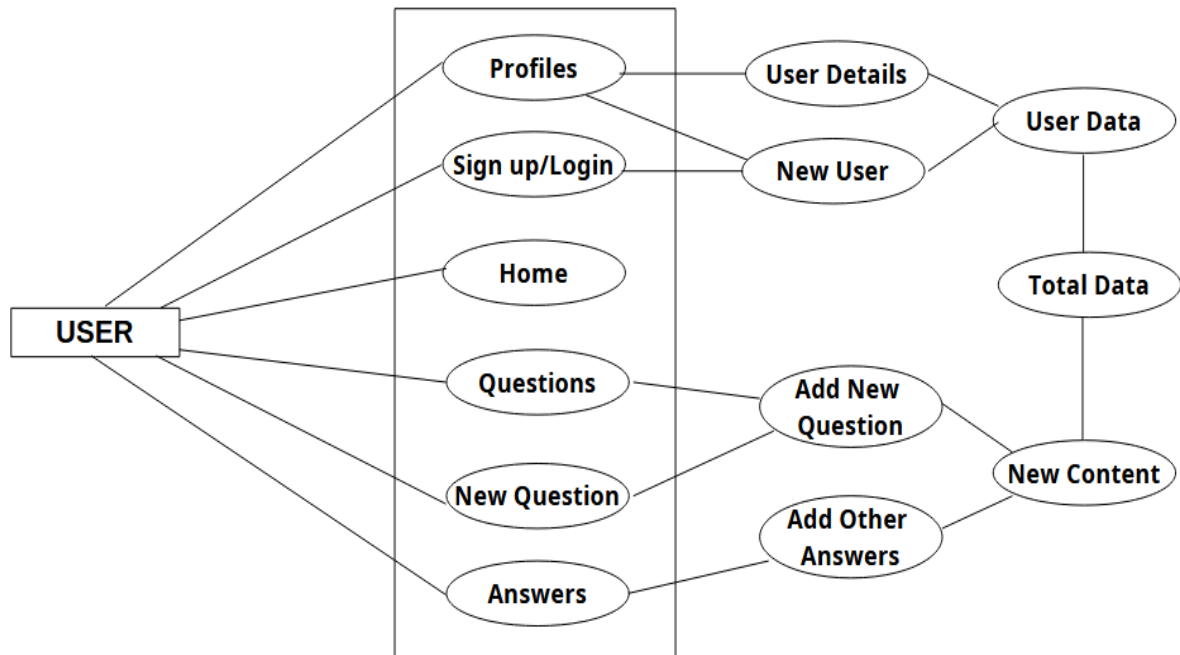 Profiles
User Details
User Data
Sign up/Login
New User
Home
Total Data
USER
Questions
Add New
Question
New Question
New Content
Add Other
Answers
Answers